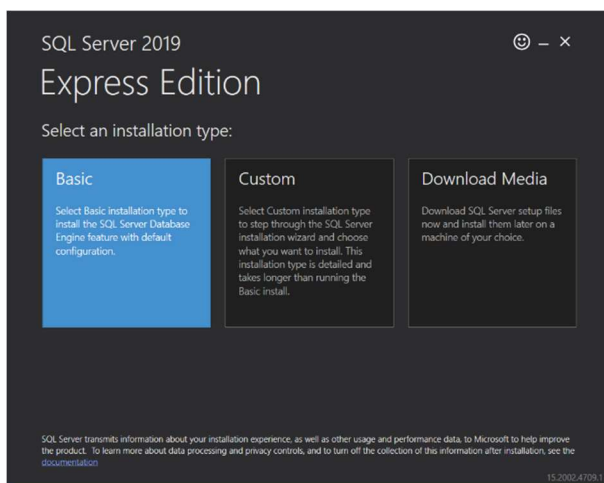 SQL Server 2019
Express Edition
Select an installation type:
Basic
Select Basic installation type to
install the SQL Server Database
Engine feature with default
configuration.
Custom
Select Custom installation type
to step through the SQL Server
installation wizard and choose
what you want to install. This
installation type is detailed and
takes longer than running the
Basic install.
Download Media
Download SQL Server setup files
now and install them later on a
machine of your choice.
SQL Server transmits information about your installation experience, as well as other usage and performance data, to Microsoft to help improve
the product. To learn more about data processing and privacy controls, and to turn off the collection of this information after installation, see the
documentation
15.2002.4709.1